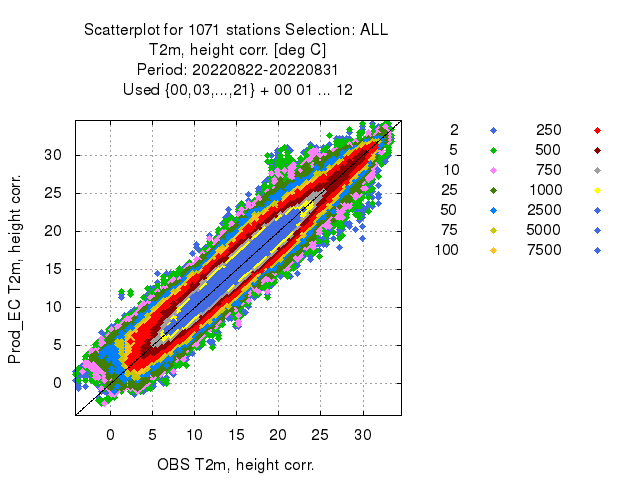 Scatterplot for 1071 stations Selection: ALL
T2m, height corr. [deg C]
Period: 20220822-20220831
Used {00,03,...,21} + 00 01 ... 12
Prod_EC T2m, height corr.
30
25
20
15
10
5
0
0 5 10 15 20 25 30
OBS T2m, height corr.
2 250
5 500
10 750
25 1000
50 2500
75 5000
100 7500